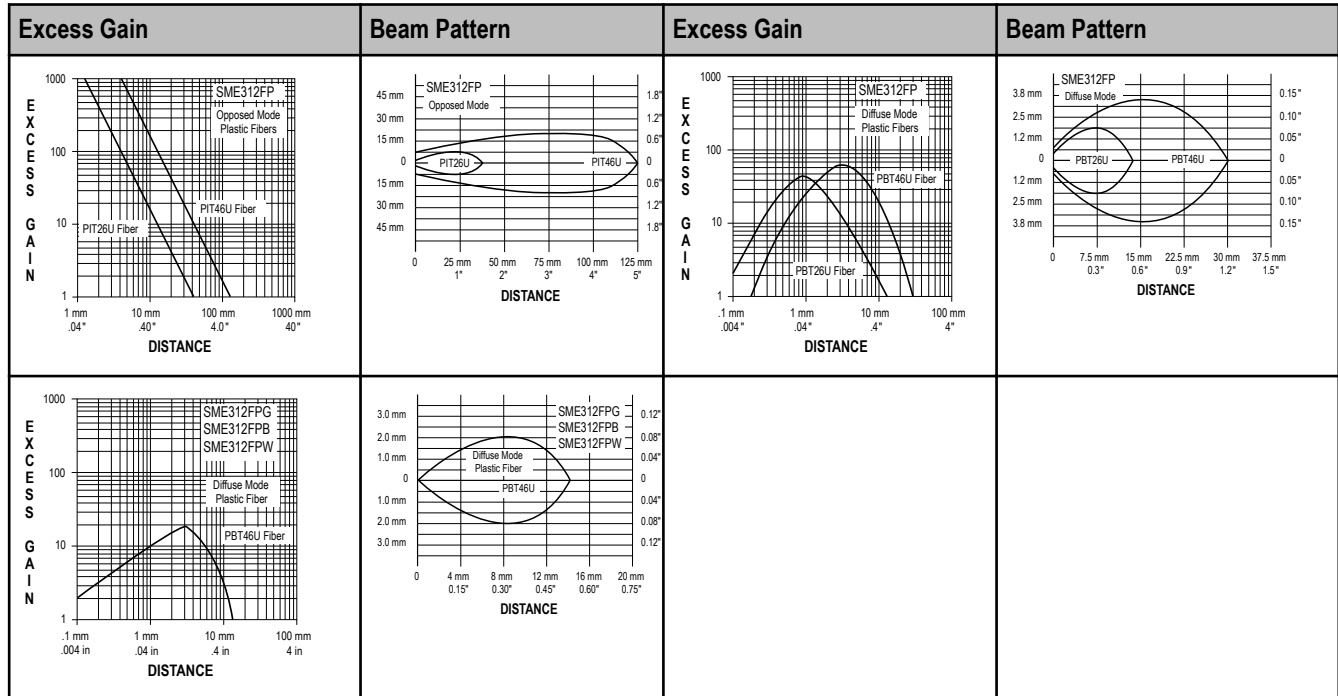 Excess Gain
Beam Pattern
Excess Gain
Beam Pattern
1000
100
10
1
EXCESS GAIN
SME312FP
Opposed Mode
Plastic Fibers
PIT46U Fiber
PIT26U Fiber
1 mm 10 mm 100 mm 1000 mm
.04" .40" 4.0" 40"
DISTANCE
SME312FP
Opposed Mode
45 mm 1.8"
30 mm 1.2"
15 mm 0.6"
0 PIT26U PIT46U 0
15 mm 0.6"
30 mm 1.2"
45 mm 1.8"
0 25 mm 50 mm 75 mm 100 mm 125 mm
1" 2" 3" 4" 5"
DISTANCE
1000
100
10
1
EXCESS GAIN
SME312FP
Diffuse Mode
Plastic Fibers
PBT46U Fiber
PBT26U Fiber
.1 mm 1 mm 10 mm 100 mm
.004" .04" .4" 4"
DISTANCE
SME312FP
Diffuse Mode
3.8 mm 0.15"
2.5 mm 0.10"
1.2 mm 0.05"
0 PBT26U PBT46U 0
1.2 mm 0.05"
2.5 mm 0.10"
3.8 mm 0.15"
0 7.5 mm 15 mm 22.5 mm 30 mm 37.5 mm
0.3" 0.6" 0.9" 1.2" 1.5"
DISTANCE
1000
100
10
1
EXCESS GAIN
SME312FPG
SME312FPB
SME312FPW
Diffuse Mode
Plastic Fiber
PBT46U Fiber
.1 mm 1 mm 10 mm 100 mm
.004 in .04 in .4 in 4 in
DISTANCE
SME312FPG
SME312FPB
SME312FPW
3.0 mm 0.12"
2.0 mm 0.08"
1.0 mm 0.04"
Diffuse Mode
Plastic Fiber
0 PBT46U 0
1.0 mm 0.04"
2.0 mm 0.08"
3.0 mm 0.12"
0 4 mm 8 mm 12 mm 16 mm 20 mm
0.15" 0.30" 0.45" 0.60" 0.75"
DISTANCE